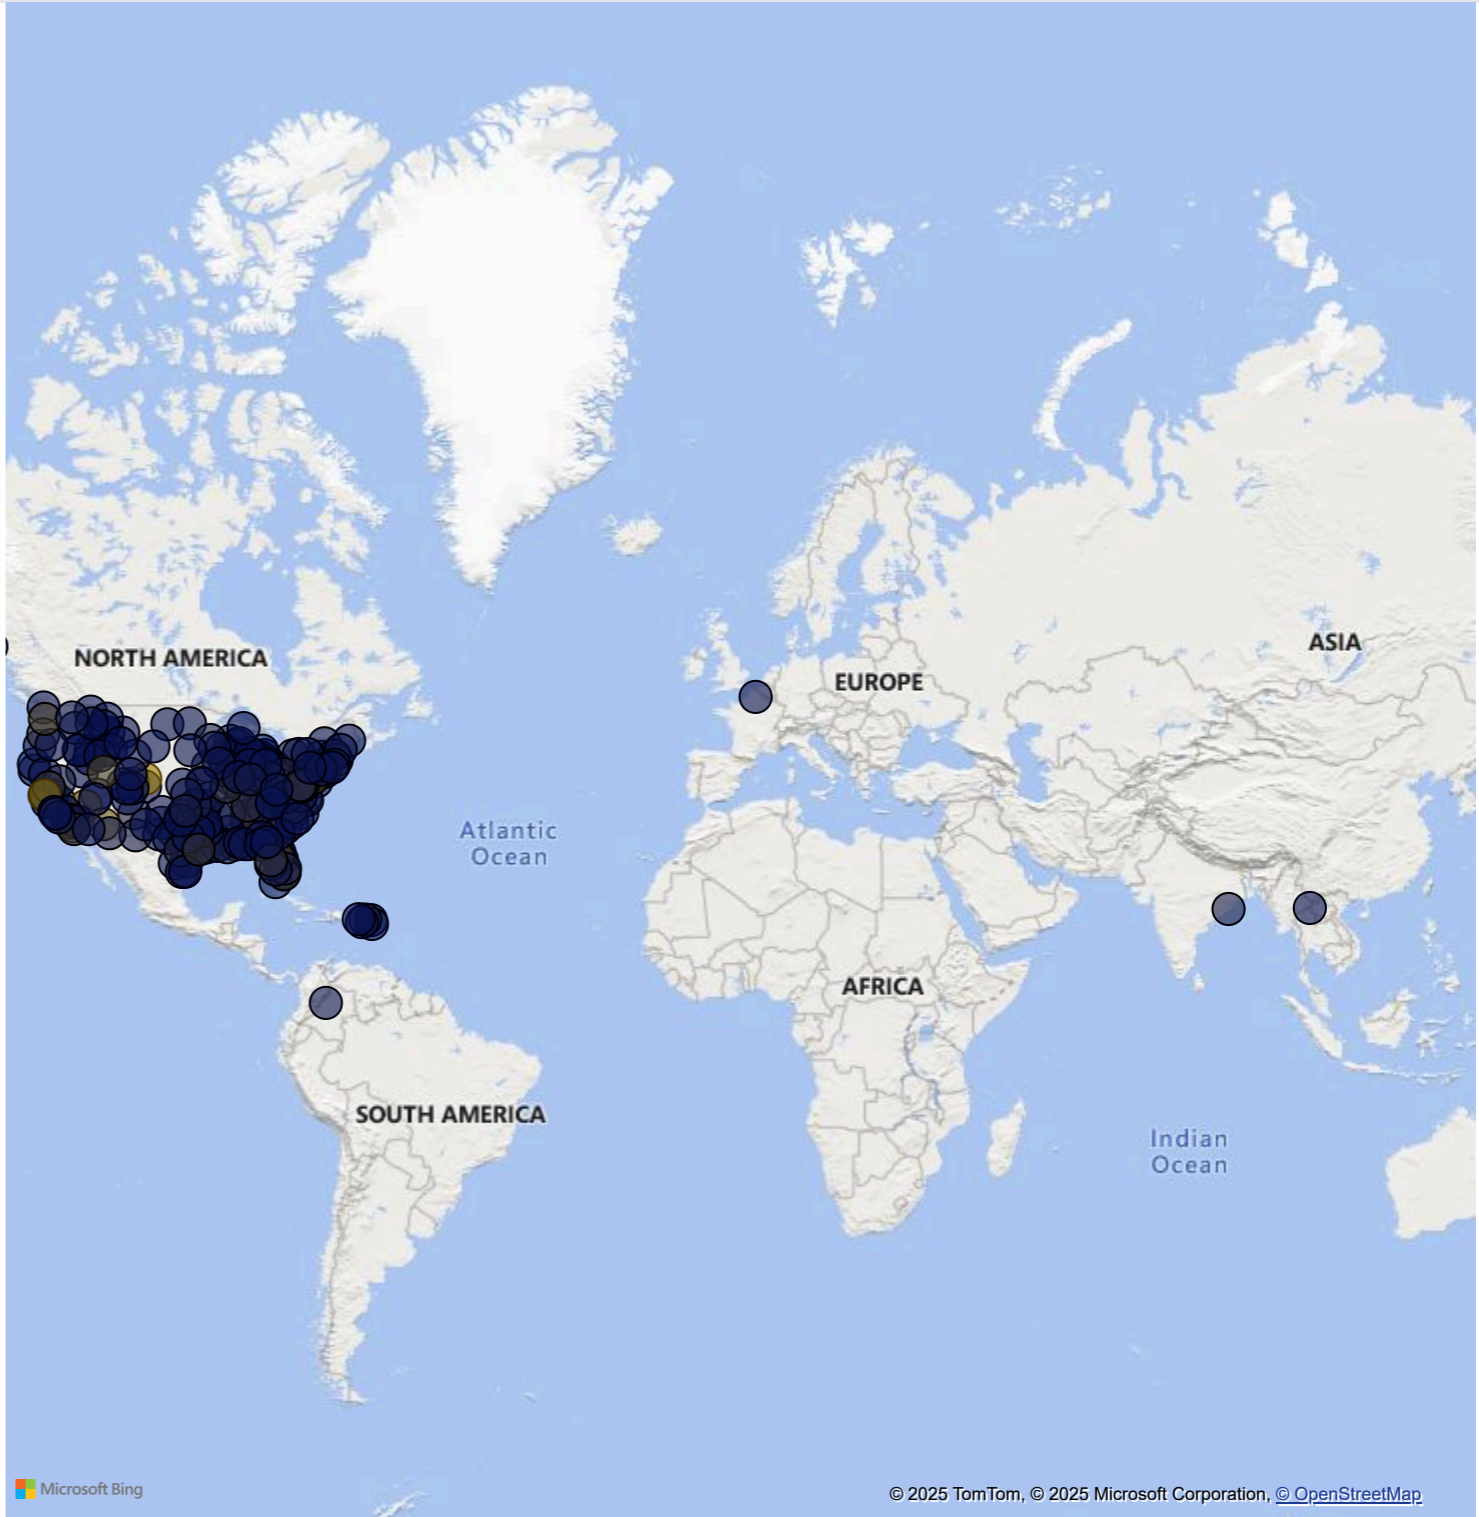 NORTH AMERICA
ASIA
EUROPE
Atlantic
Ocean
AFRICA
SOUTH AMERICA
Indian
Ocean
Microsoft Bing
© 2025 TomTom, © 2025 Microsoft Corporation, © OpenStreetMap